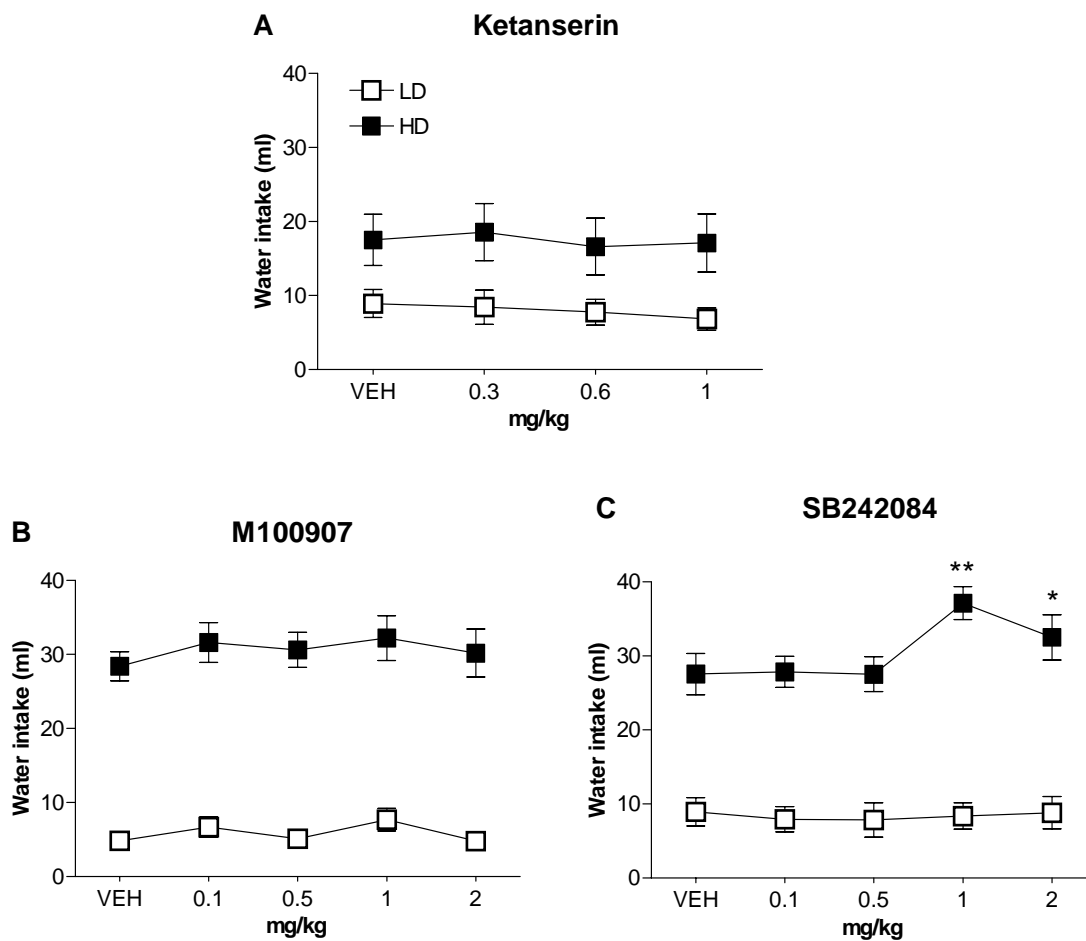 A Ketanserin
40
LD
HD
30
20
10
0
Water intake (ml)
VEH 0.3 0.6 1
mg/kg
B M100907
40
30
20
10
0
Water intake (ml)
VEH 0.1 0.5 1 2
mg/kg
C SB242084
40
** *
30
20
10
0
Water intake (ml)
VEH 0.1 0.5 1 2
mg/kg